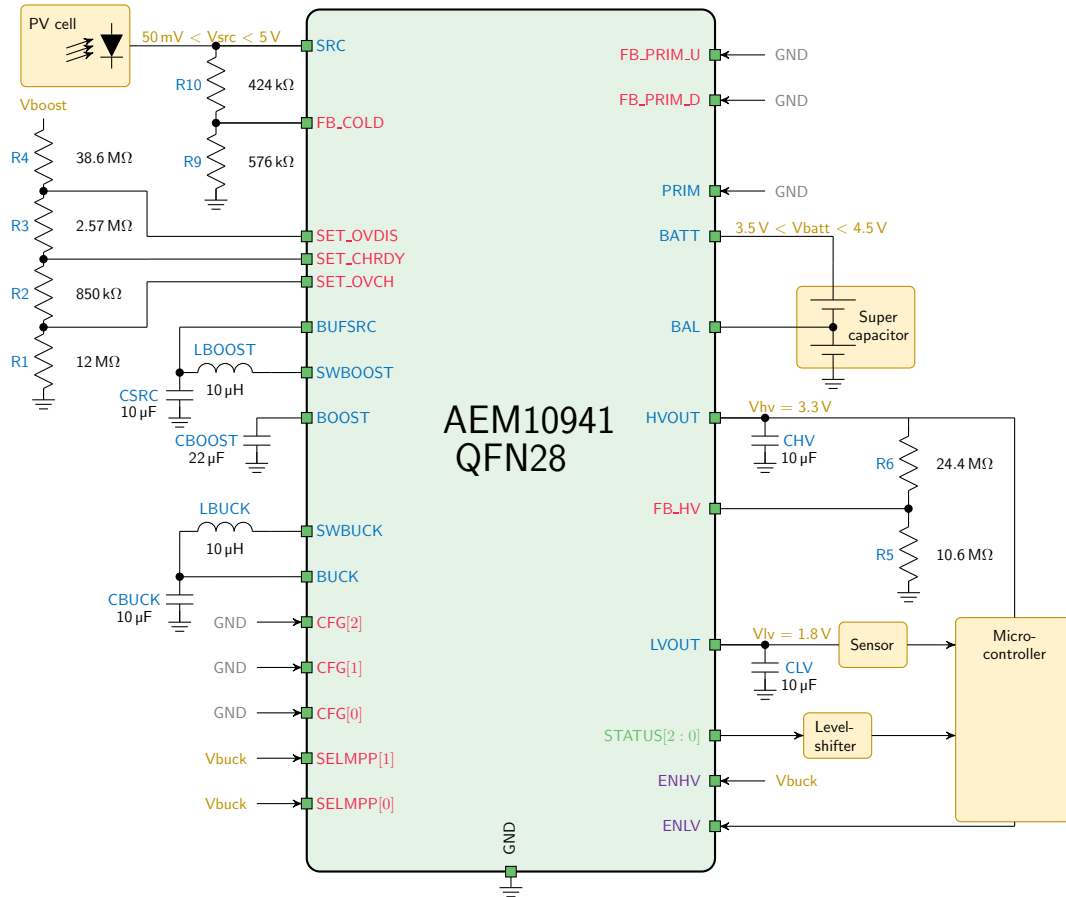 PV cell
50 mV < Vsrc < 5 V
SRC
R10
424 kΩ
FB_COLD
R9
576 kΩ
Vboost
R4
38.6 MΩ
R3
2.57 MΩ
R2
850 kΩ
R1
12 MΩ
SET_OVDIS
SET_CHRDY
SET_OVCH
BUFSRC
LBOOST
10 µH
SWBOOST
CSRC
10 µF
BOOST
CBOOST
22 µF
LBUCK
10 µH
SWBUCK
BUCK
CBUCK
10 µF
GND
CFG[2]
GND
CFG[1]
GND
CFG[0]
Vbuck
SELMPP[1]
Vbuck
SELMPP[0]
AEM10941
QFN28
GND
FB_PRIM_U
GND
FB_PRIM_D
GND
PRIM
GND
BATT
3.5 V < Vbatt < 4.5 V
BAL
Super
capacitor
HVOUT
Vhv = 3.3 V
CHV
10 µF
R6
24.4 MΩ
FB_HV
R5
10.6 MΩ
LVOUT
Vlv = 1.8 V
Sensor
CLV
10 µF
Micro-
controller
STATUS[2 : 0]
Level-
shifter
ENHV
Vbuck
ENLV